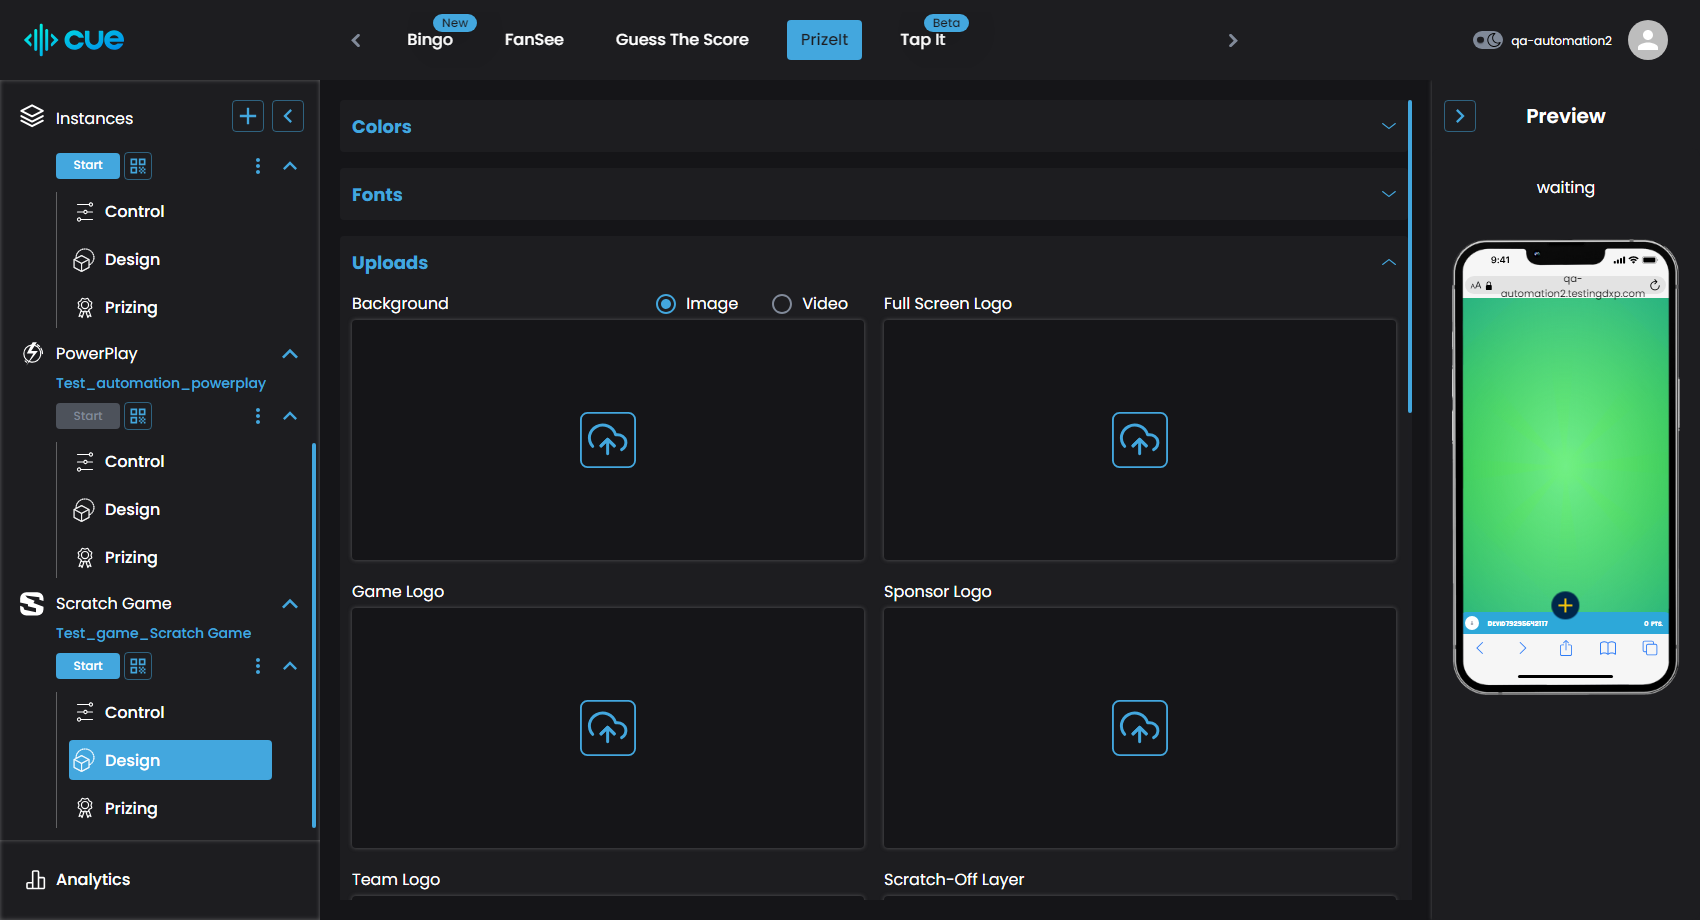 cue
New
Bingo
FanSee
Guess The Score
PrizeIt
Beta
Tap It
qa-automation2
Instances
Start
Control
Design
Prizing
PowerPlay
Test_automation_powerplay
Start
Control
Design
Prizing
Scratch Game
Test_game_Scratch Game
Start
Control
Design
Prizing
Analytics
Colors
Fonts
Uploads
Background
Image
Video
Full Screen Logo
Game Logo
Sponsor Logo
Team Logo
Scratch-Off Layer
Preview
waiting
9:41
AA
qa-
automation2.testingdxp.com
0 PTS.